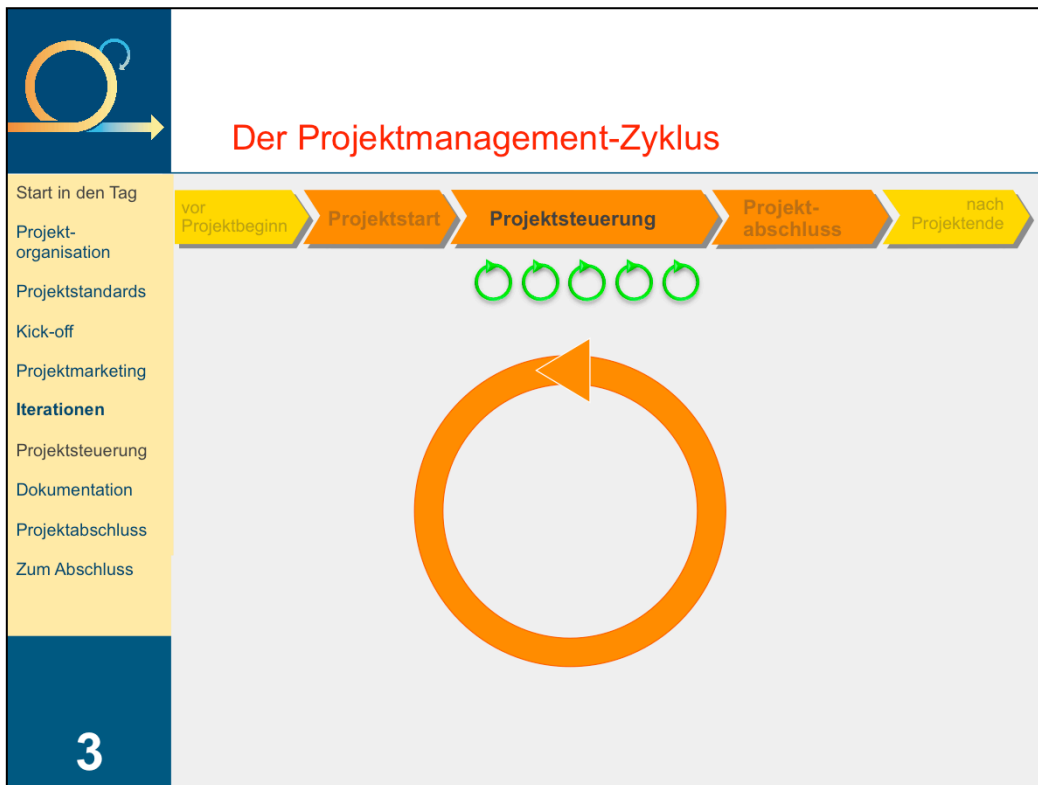 Der Projektmanagement-Zyklus
Start in den Tag
Projekt-
organisation
Projektstandards
Kick-off
Projektmarketing
Iterationen
Projektsteuerung
Dokumentation
Projektabschluss
Zum Abschluss
3
vor
Projektbeginn
Projektstart
Projektsteuerung
Projekt-
abschluss
nach
Projektende